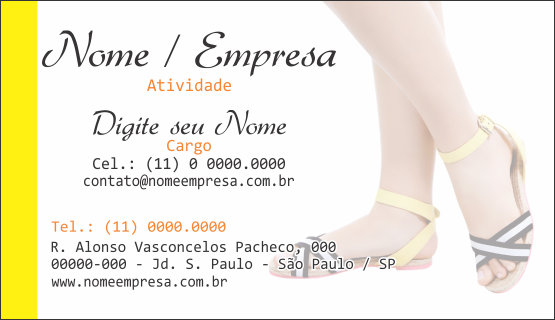 Nome / Empresa
Atividade
Digite seu Nome
Cargo
Cel.: (11) 0 0000.0000
contato@nomeempresa.com.br
Tel.: (11) 0000.0000
R. Alonso Vasconcelos Pacheco, 000
00000-000 - Jd. S. Paulo - São Paulo / SP
www.nomeempresa.com.br